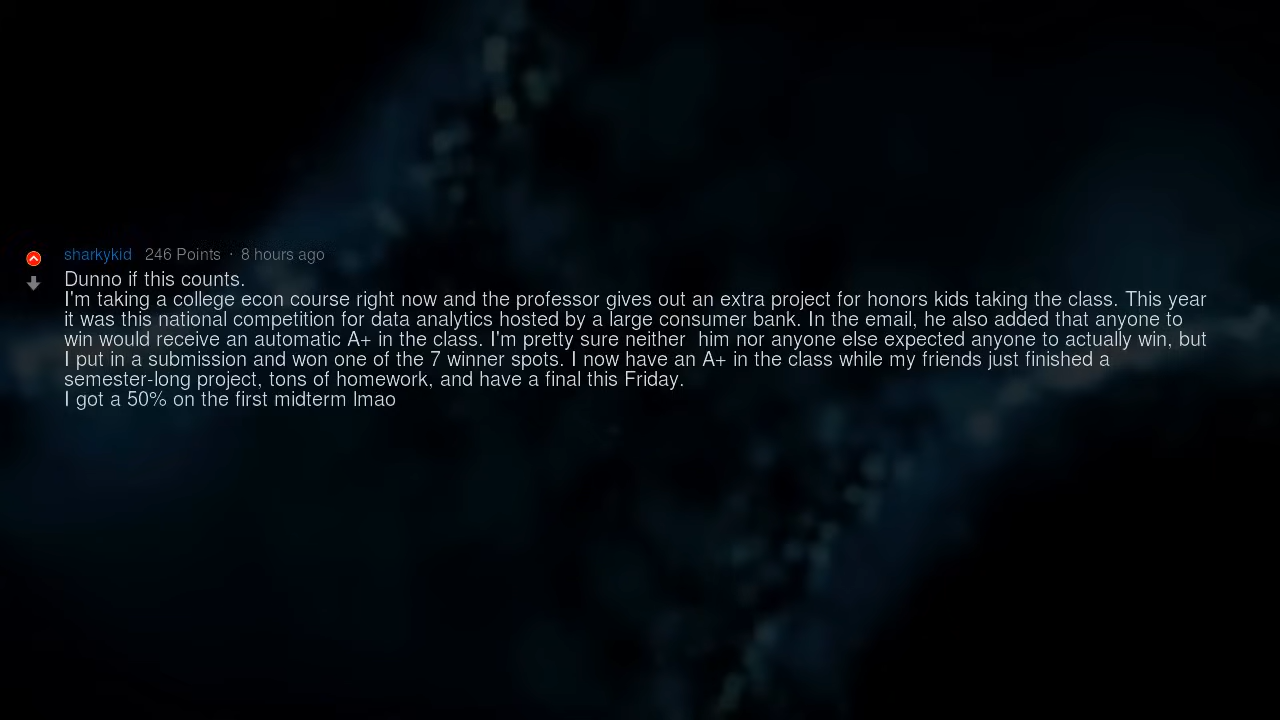 sharkykid 246 Points · 8 hours ago
Dunno if this counts.
I'm taking a college econ course right now and the professor gives out an extra project for honors kids taking the class. This year
it was this national competition for data analytics hosted by a large consumer bank. In the email, he also added that anyone to
win would receive an automatic A+ in the class. I'm pretty sure neither  him nor anyone else expected anyone to actually win, but
I put in a submission and won one of the 7 winner spots. I now have an A+ in the class while my friends just finished a
semester-long project, tons of homework, and have a final this Friday.
I got a 50% on the first midterm lmao